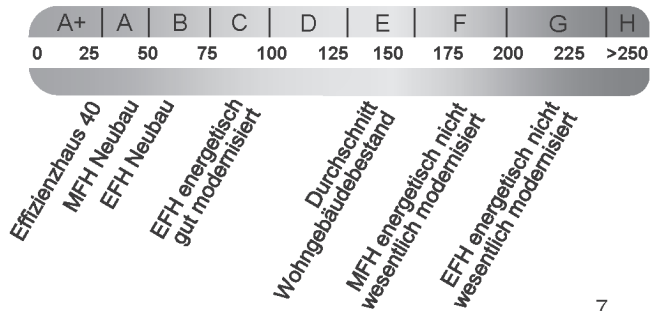 A+ A B C D E F G H
0 25 50 75 100 125 150 175 200 225 >250
Effizienzhaus 40
MFH Neubau
EFH Neubau
EFH energetisch
gut modernisiert
Durchschnitt
Wohngebäudebestand
MFH energetisch nicht
wesentlich modernisiert
EFH energetisch nicht
wesentlich modernisiert
7